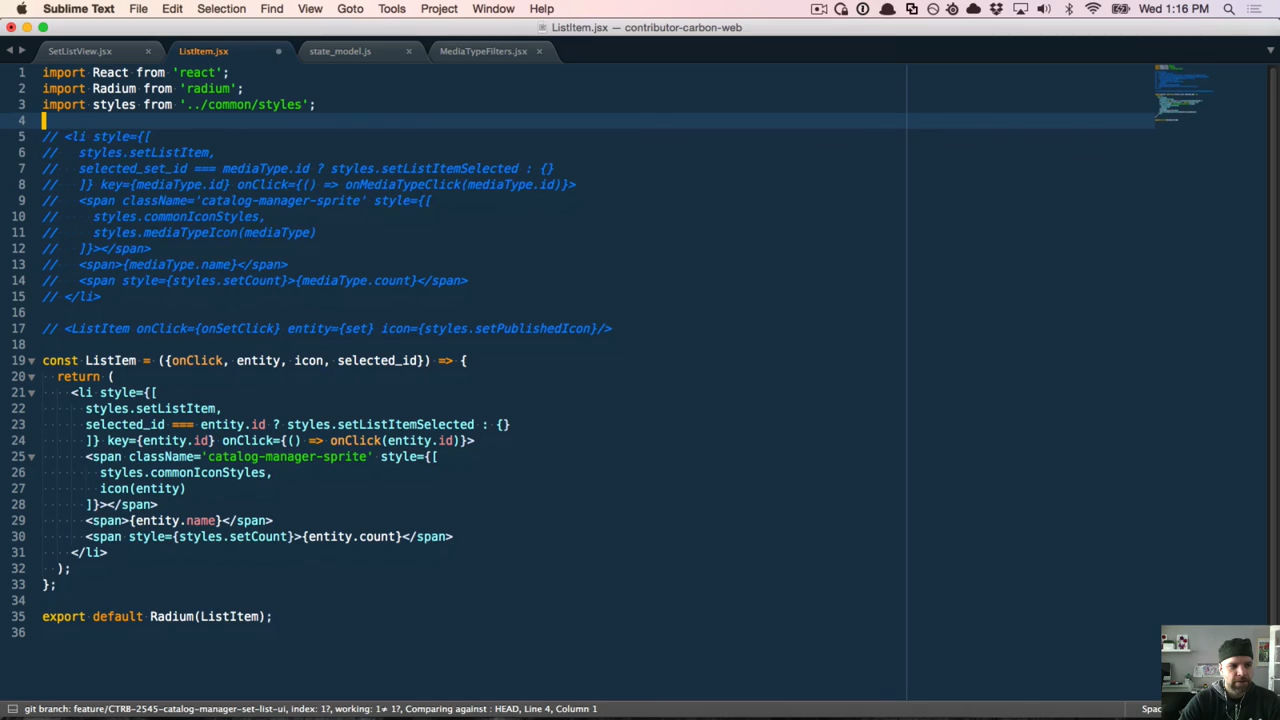 Sublime Text File Edit Selection Find View Goto Tools Project Window Help Wed 1:16 PM
ListItem.jsx — contributor-carbon-web
SetListView.jsx ListItem.jsx state_model.js MediaTypeFilters.jsx
1 import React from 'react';
2 import Radium from 'radium';
3 import styles from '../common/styles';
4
5 // <li style={[
6 //   styles.setListItem,
7 //   selected_set_id === mediaType.id ? styles.setListItemSelected : {}
8 //   ]} key={mediaType.id} onClick={() => onMediaTypeClick(mediaType.id)}>
9 //   <span className='catalog-manager-sprite' style={[
10 //     styles.commonIconStyles,
11 //     styles.mediaTypeIcon(mediaType)
12 //   ]}></span>
13 //   <span>{mediaType.name}</span>
14 //   <span style={styles.setCount}>{mediaType.count}</span>
15 // </li>
16
17 // <ListItem onClick={onSetClick} entity={set} icon={styles.setPublishedIcon}/>
18
19 const ListIem = ({onClick, entity, icon, selected_id}) => {
20   return (
21     <li style={[
22       styles.setListItem,
23       selected_id === entity.id ? styles.setListItemSelected : {}
24       ]} key={entity.id} onClick={() => onClick(entity.id)}>
25       <span className='catalog-manager-sprite' style={[
26         styles.commonIconStyles,
27         icon(entity)
28       ]}></span>
29       <span>{entity.name}</span>
30       <span style={styles.setCount}>{entity.count}</span>
31     </li>
32   );
33 };
34
35 export default Radium(ListItem);
36
git branch: feature/CTRB-2545-catalog-manager-set-list-ui, index: 1?, working: 1≠ 1?, Comparing against: HEAD, Line 4, Column 1